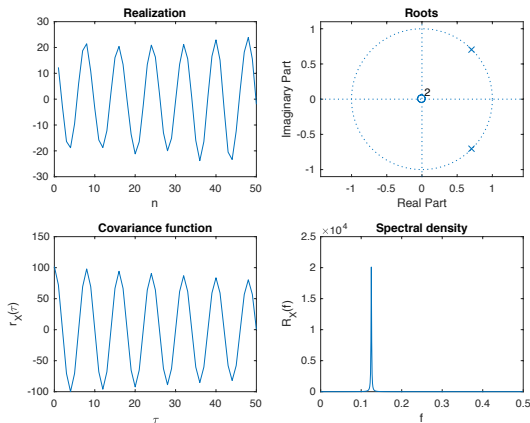 Realization
30
20
10
0
-10
-20
-30
0 10 20 30 40 50
n
Roots
Imaginary Part
1
0.5
0
-0.5
-1
2
-1 -0.5 0 0.5 1
Real Part
Covariance function
r_X(τ)
100
50
0
-50
-100
0 10 20 30 40 50
τ
Spectral density
×10^4
R_X(f)
2.5
2
1.5
1
0.5
0
0 0.1 0.2 0.3 0.4 0.5
f